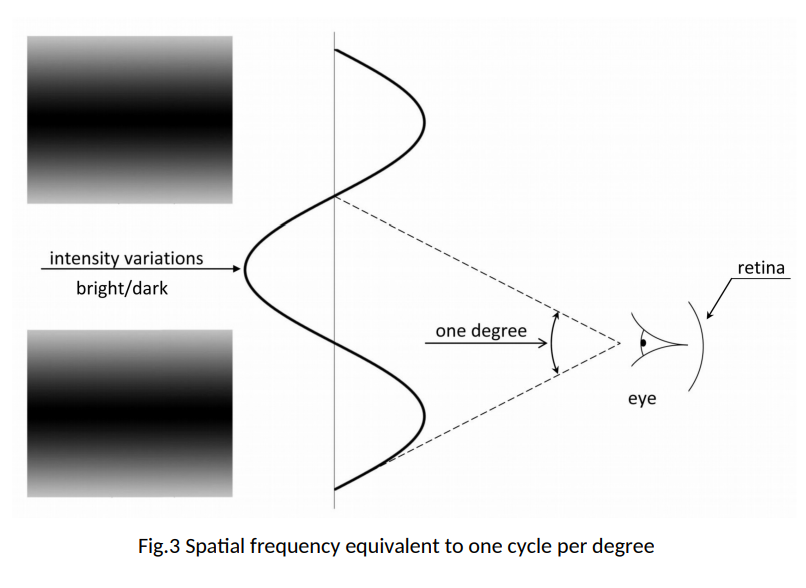 intensity variations
bright/dark
retina
one degree
eye
Fig.3 Spatial frequency equivalent to one cycle per degree